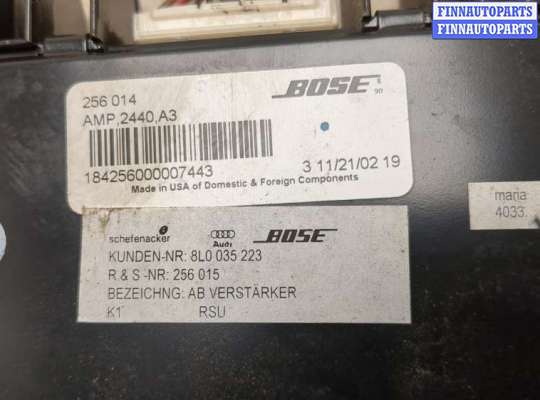 FINNAUTOPARTS
FINNAUTOPARTS
256 014
BOSE
AMP,2440,A3
90
184256000007443
3 11/21/02 19
Made in USA of Domestic & Foreign Components
schefenacker Audi BOSE
KUNDEN-NR: 8L0 035 223
R & S -NR: 256 015
BEZEICHNG: AB VERSTÄRKER
K1 RSU
maria
4033.